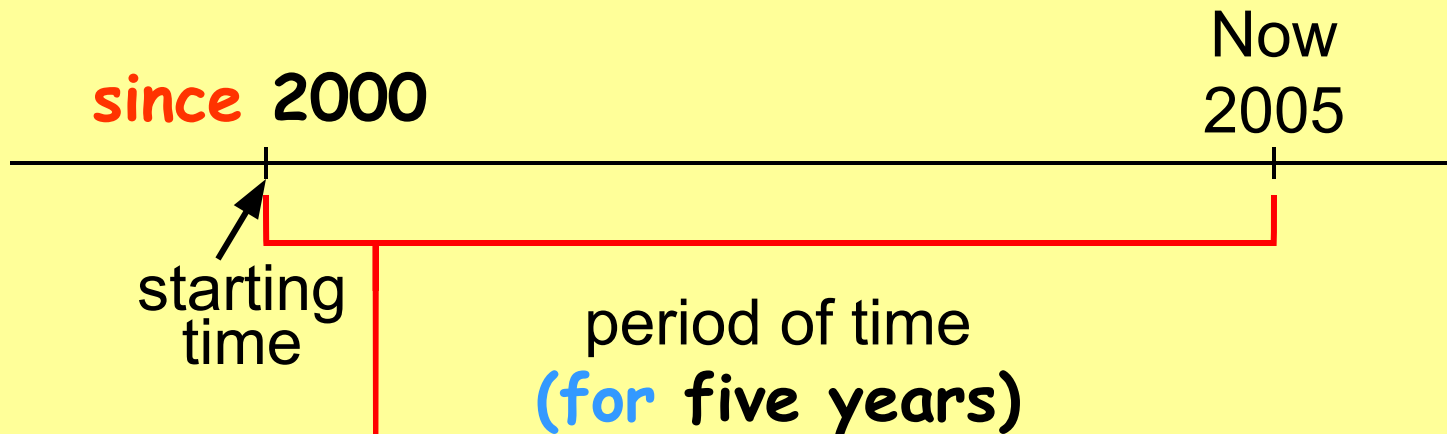 Now
since 2000
2005
starting
time
period of time
(for five years)